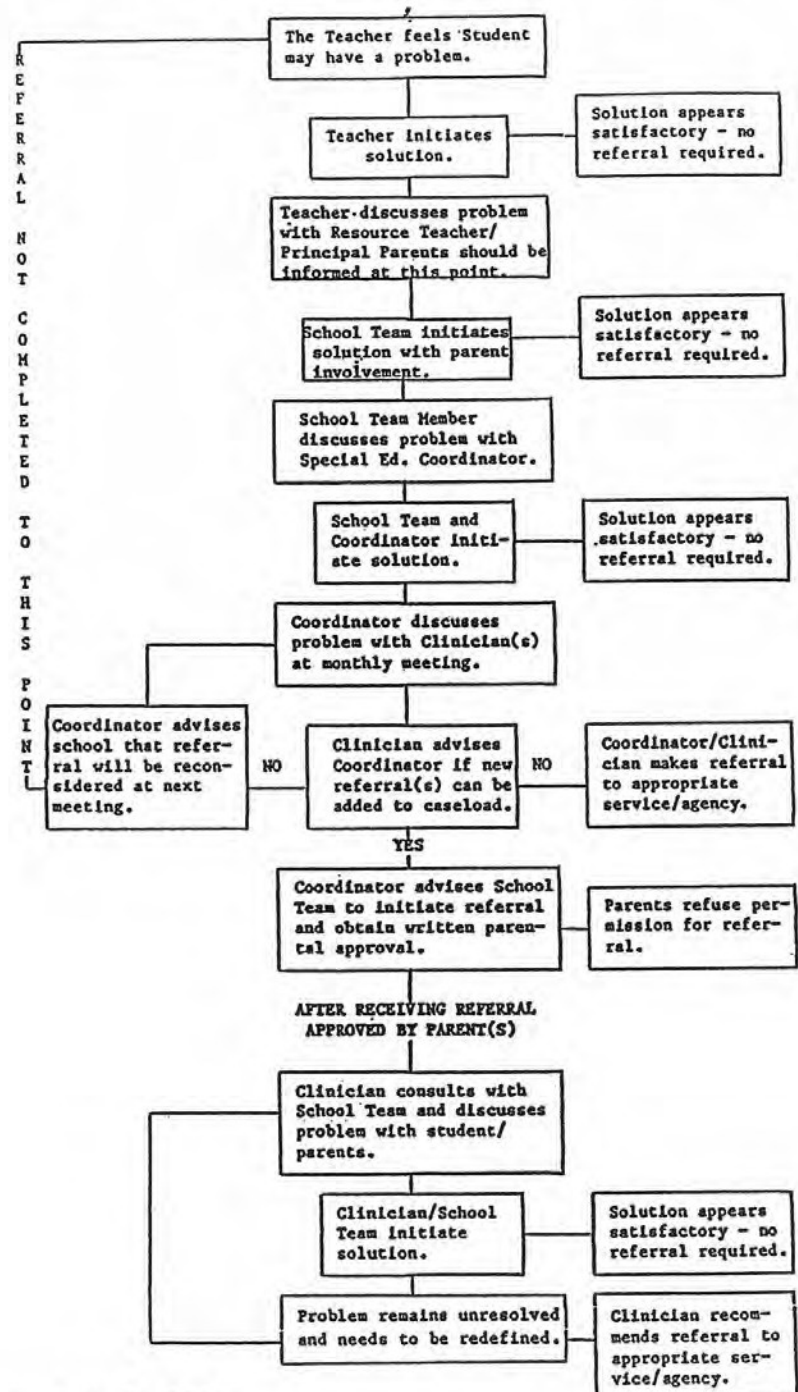 The Teacher feels Student
may have a problem.
REFERRAL NOT COMPLETED TO THIS POINT
Teacher initiates
solution.
Solution appears
satisfactory - no
referral required.
Teacher discusses problem
with Resource Teacher/
Principal Parents should be
informed at this point.
School Team initiates
solution with parent
involvement.
Solution appears
satisfactory - no
referral required.
School Team Member
discusses problem with
Special Ed. Coordinator.
School Team and
Coordinator initi-
ate solution.
Solution appears
satisfactory - no
referral required.
Coordinator discusses
problem with Clinician(s)
at monthly meeting.
Coordinator advises
school that refer-
ral will be recon-
sidered at next
meeting.
NO
Clinician advises
Coordinator if new
referral(s) can be
added to caseload.
NO
Coordinator/Clini-
cian makes referral
to appropriate
service/agency.
YES
Coordinator advises School
Team to initiate referral
and obtain written paren-
tal approval.
Parents refuse per-
mission for refer-
ral.
AFTER RECEIVING REFERRAL
APPROVED BY PARENT(S)
Clinician consults with
School Team and discusses
problem with student/
parents.
Clinician/School
Team initiate
solution.
Solution appears
satisfactory - no
referral required.
Problem remains unresolved
and needs to be redefined.
Clinician recom-
mends referral to
appropriate ser-
vice/agency.